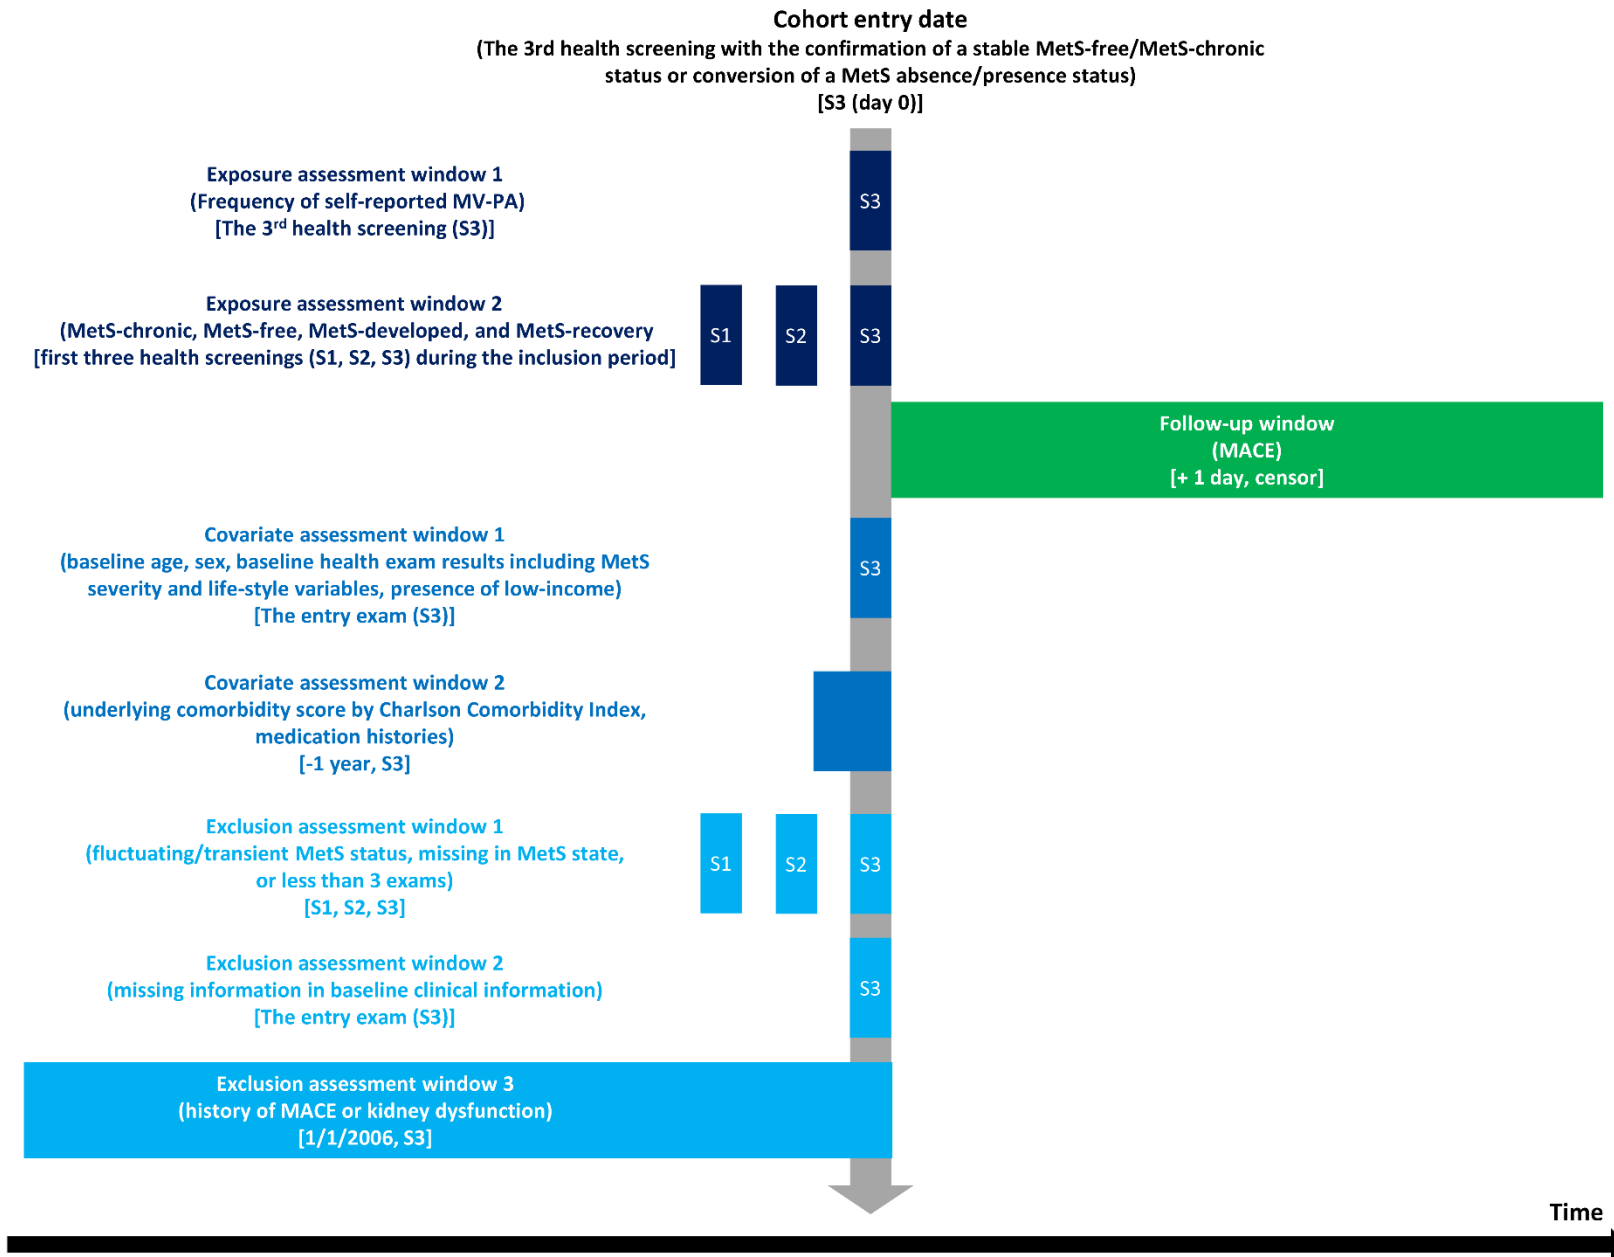 Cohort entry date
(The 3rd health screening with the confirmation of a stable MetS-free/MetS-chronic
status or conversion of a MetS absence/presence status)
[S3 (day 0)]
Exposure assessment window 1
(Frequency of self-reported MV-PA)
[The 3rd health screening (S3)]
S3
Exposure assessment window 2
(MetS-chronic, MetS-free, MetS-developed, and MetS-recovery
[first three health screenings (S1, S2, S3) during the inclusion period]
S1
S2
S3
Follow-up window
(MACE)
[+ 1 day, censor]
Covariate assessment window 1
(baseline age, sex, baseline health exam results including MetS
severity and life-style variables, presence of low-income)
[The entry exam (S3)]
S3
Covariate assessment window 2
(underlying comorbidity score by Charlson Comorbidity Index,
medication histories)
[-1 year, S3]
Exclusion assessment window 1
(fluctuating/transient MetS status, missing in MetS state,
or less than 3 exams)
[S1, S2, S3]
S1
S2
S3
Exclusion assessment window 2
(missing information in baseline clinical information)
[The entry exam (S3)]
S3
Exclusion assessment window 3
(history of MACE or kidney dysfunction)
[1/1/2006, S3]
Time